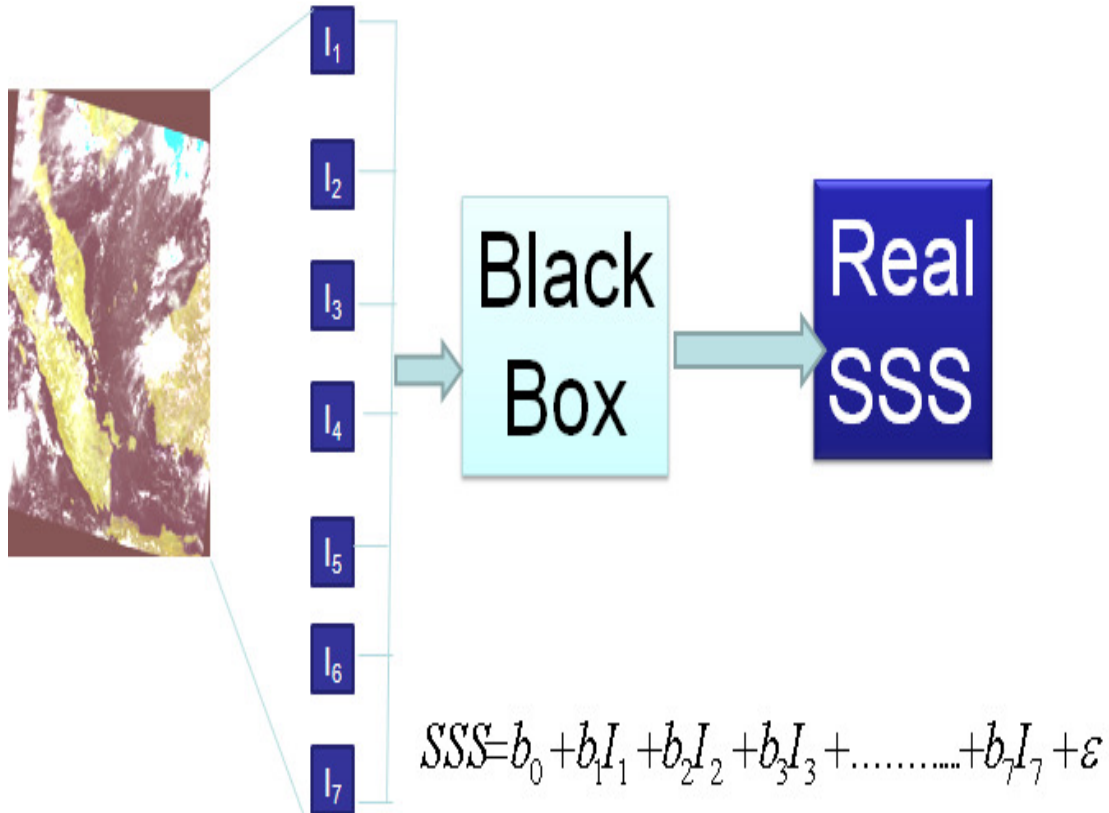 I₁
I₂
I₃
I₄
I₅
I₆
I₇
Black
Box
Real
SSS
SSS=b₀+b₁I₁+b₂I₂+b₃I₃+..............+b₇I₇+ε